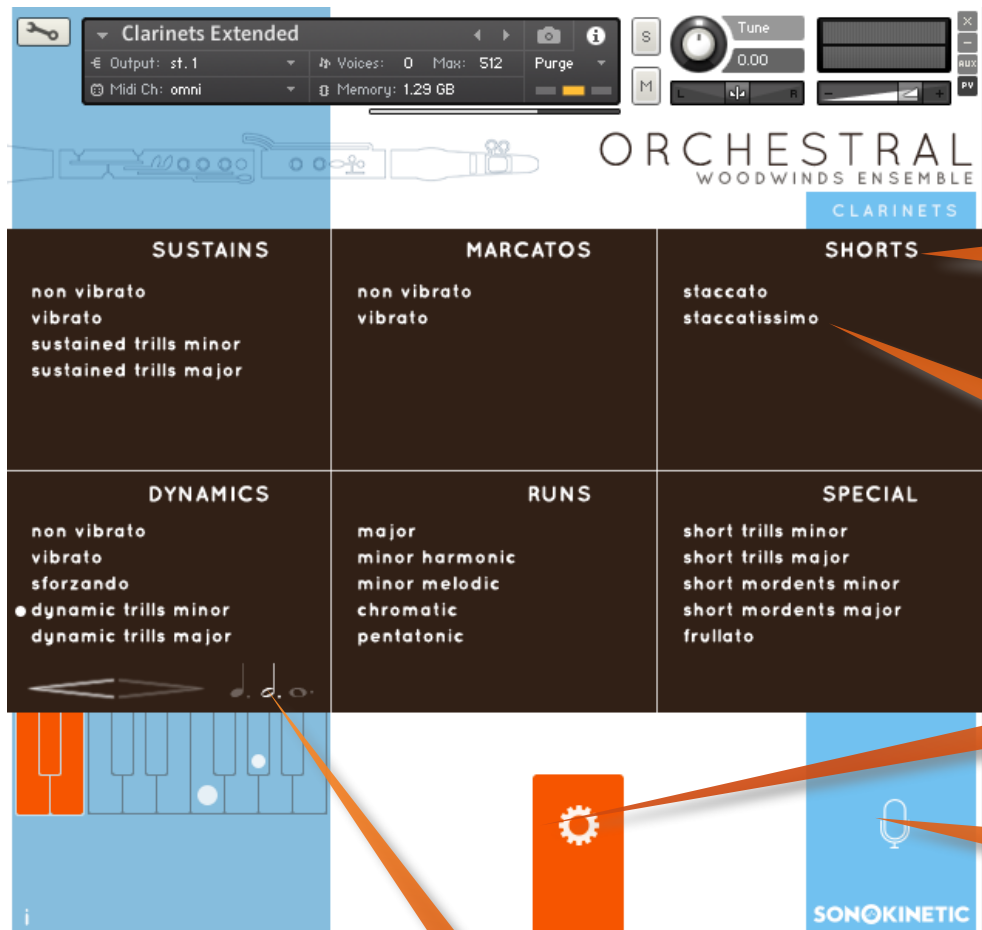 Clarinets Extended
S
Tune
Output: st.1
Voices: 0 Max: 512
Purge
0.00
AUX
Midi Ch: omni
Memory: 1.29 GB
M
L
R
PV
ORCHESTRAL
WOODWINDS ENSEMBLE
CLARINETS
SUSTAINS
non vibrato
vibrato
sustained trills minor
sustained trills major
MARCATOS
non vibrato
vibrato
SHORTS
staccato
staccatissimo
DYNAMICS
non vibrato
vibrato
sforzando
dynamic trills minor
dynamic trills major
RUNS
major
minor harmonic
minor melodic
chromatic
pentatonic
SPECIAL
short trills minor
short trills major
short mordents minor
short mordents major
frullato
i
SONOKINETIC